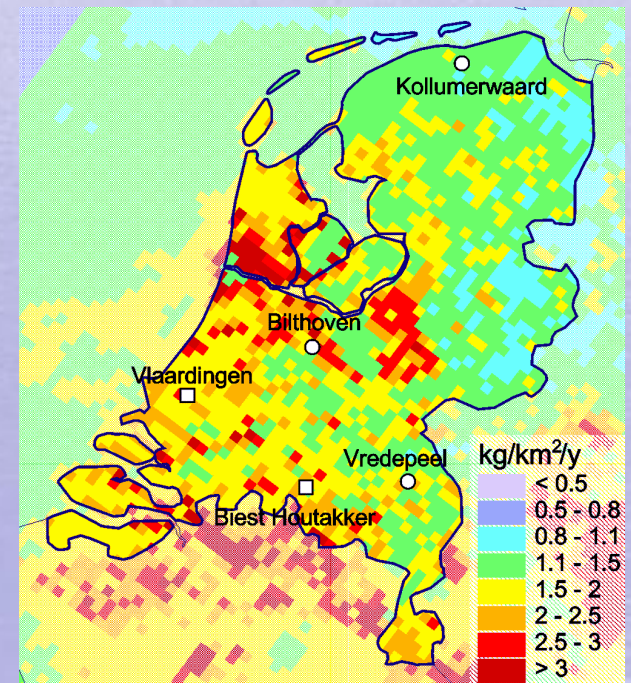 Kollumerwaard
Bilthoven
Vlaardingen
Vredepeel
Biest Houtakker
kg/km²/y
< 0.5
0.5 - 0.8
0.8 - 1.1
1.1 - 1.5
1.5 - 2
2 - 2.5
2.5 - 3
> 3